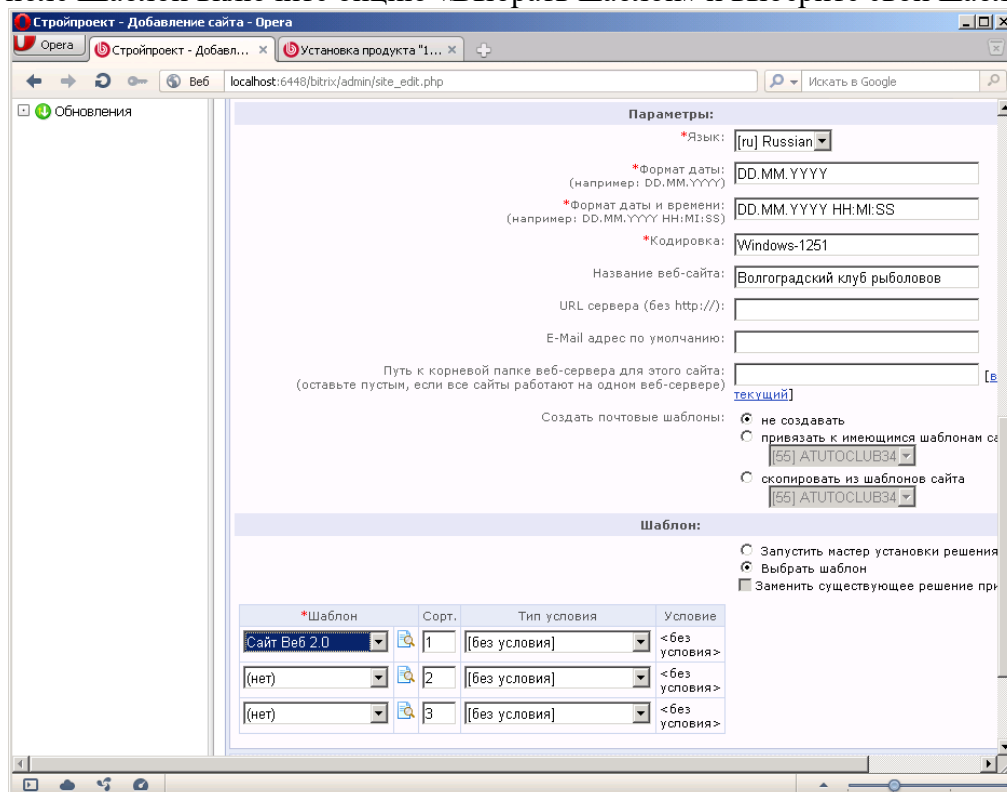 Стройпроект - Добавление сайта - Opera
Opera
Стройпроект - Добавл...
Установка продукта "1...
Веб
localhost:6448/bitrix/admin/site_edit.php
Искать в Google
Обновления
Параметры:
*Язык:
[ru] Russian
*Формат даты:
(например: DD.MM.YYYY)
DD.MM.YYYY
*Формат даты и времени:
(например: DD.MM.YYYY HH:MI:SS)
DD.MM.YYYY HH:MI:SS
*Кодировка:
Windows-1251
Название веб-сайта:
Волгоградский клуб рыболовов
URL сервера (без http://):
E-Mail адрес по умолчанию:
Путь к корневой папке веб-сервера для этого сайта:
(оставьте пустым, если все сайты работают на одном веб-сервере)
[в
текущий]
Создать почтовые шаблоны:
не создавать
привязать к имеющимся шаблонам са
[55] ATUTOCLUB34
скопировать из шаблонов сайта
[55] ATUTOCLUB34
Шаблон:
Запустить мастер установки решения
Выбрать шаблон
Заменить существующее решение при
*Шаблон Сорт. Тип условия Условие
Сайт Веб 2.0 1 [без условия] <без
условия>
(нет) 2 [без условия] <без
условия>
(нет) 3 [без условия] <без
условия>